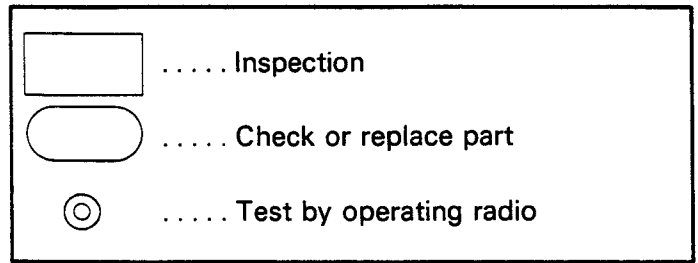 ..... Inspection
..... Check or replace part
..... Test by operating radio